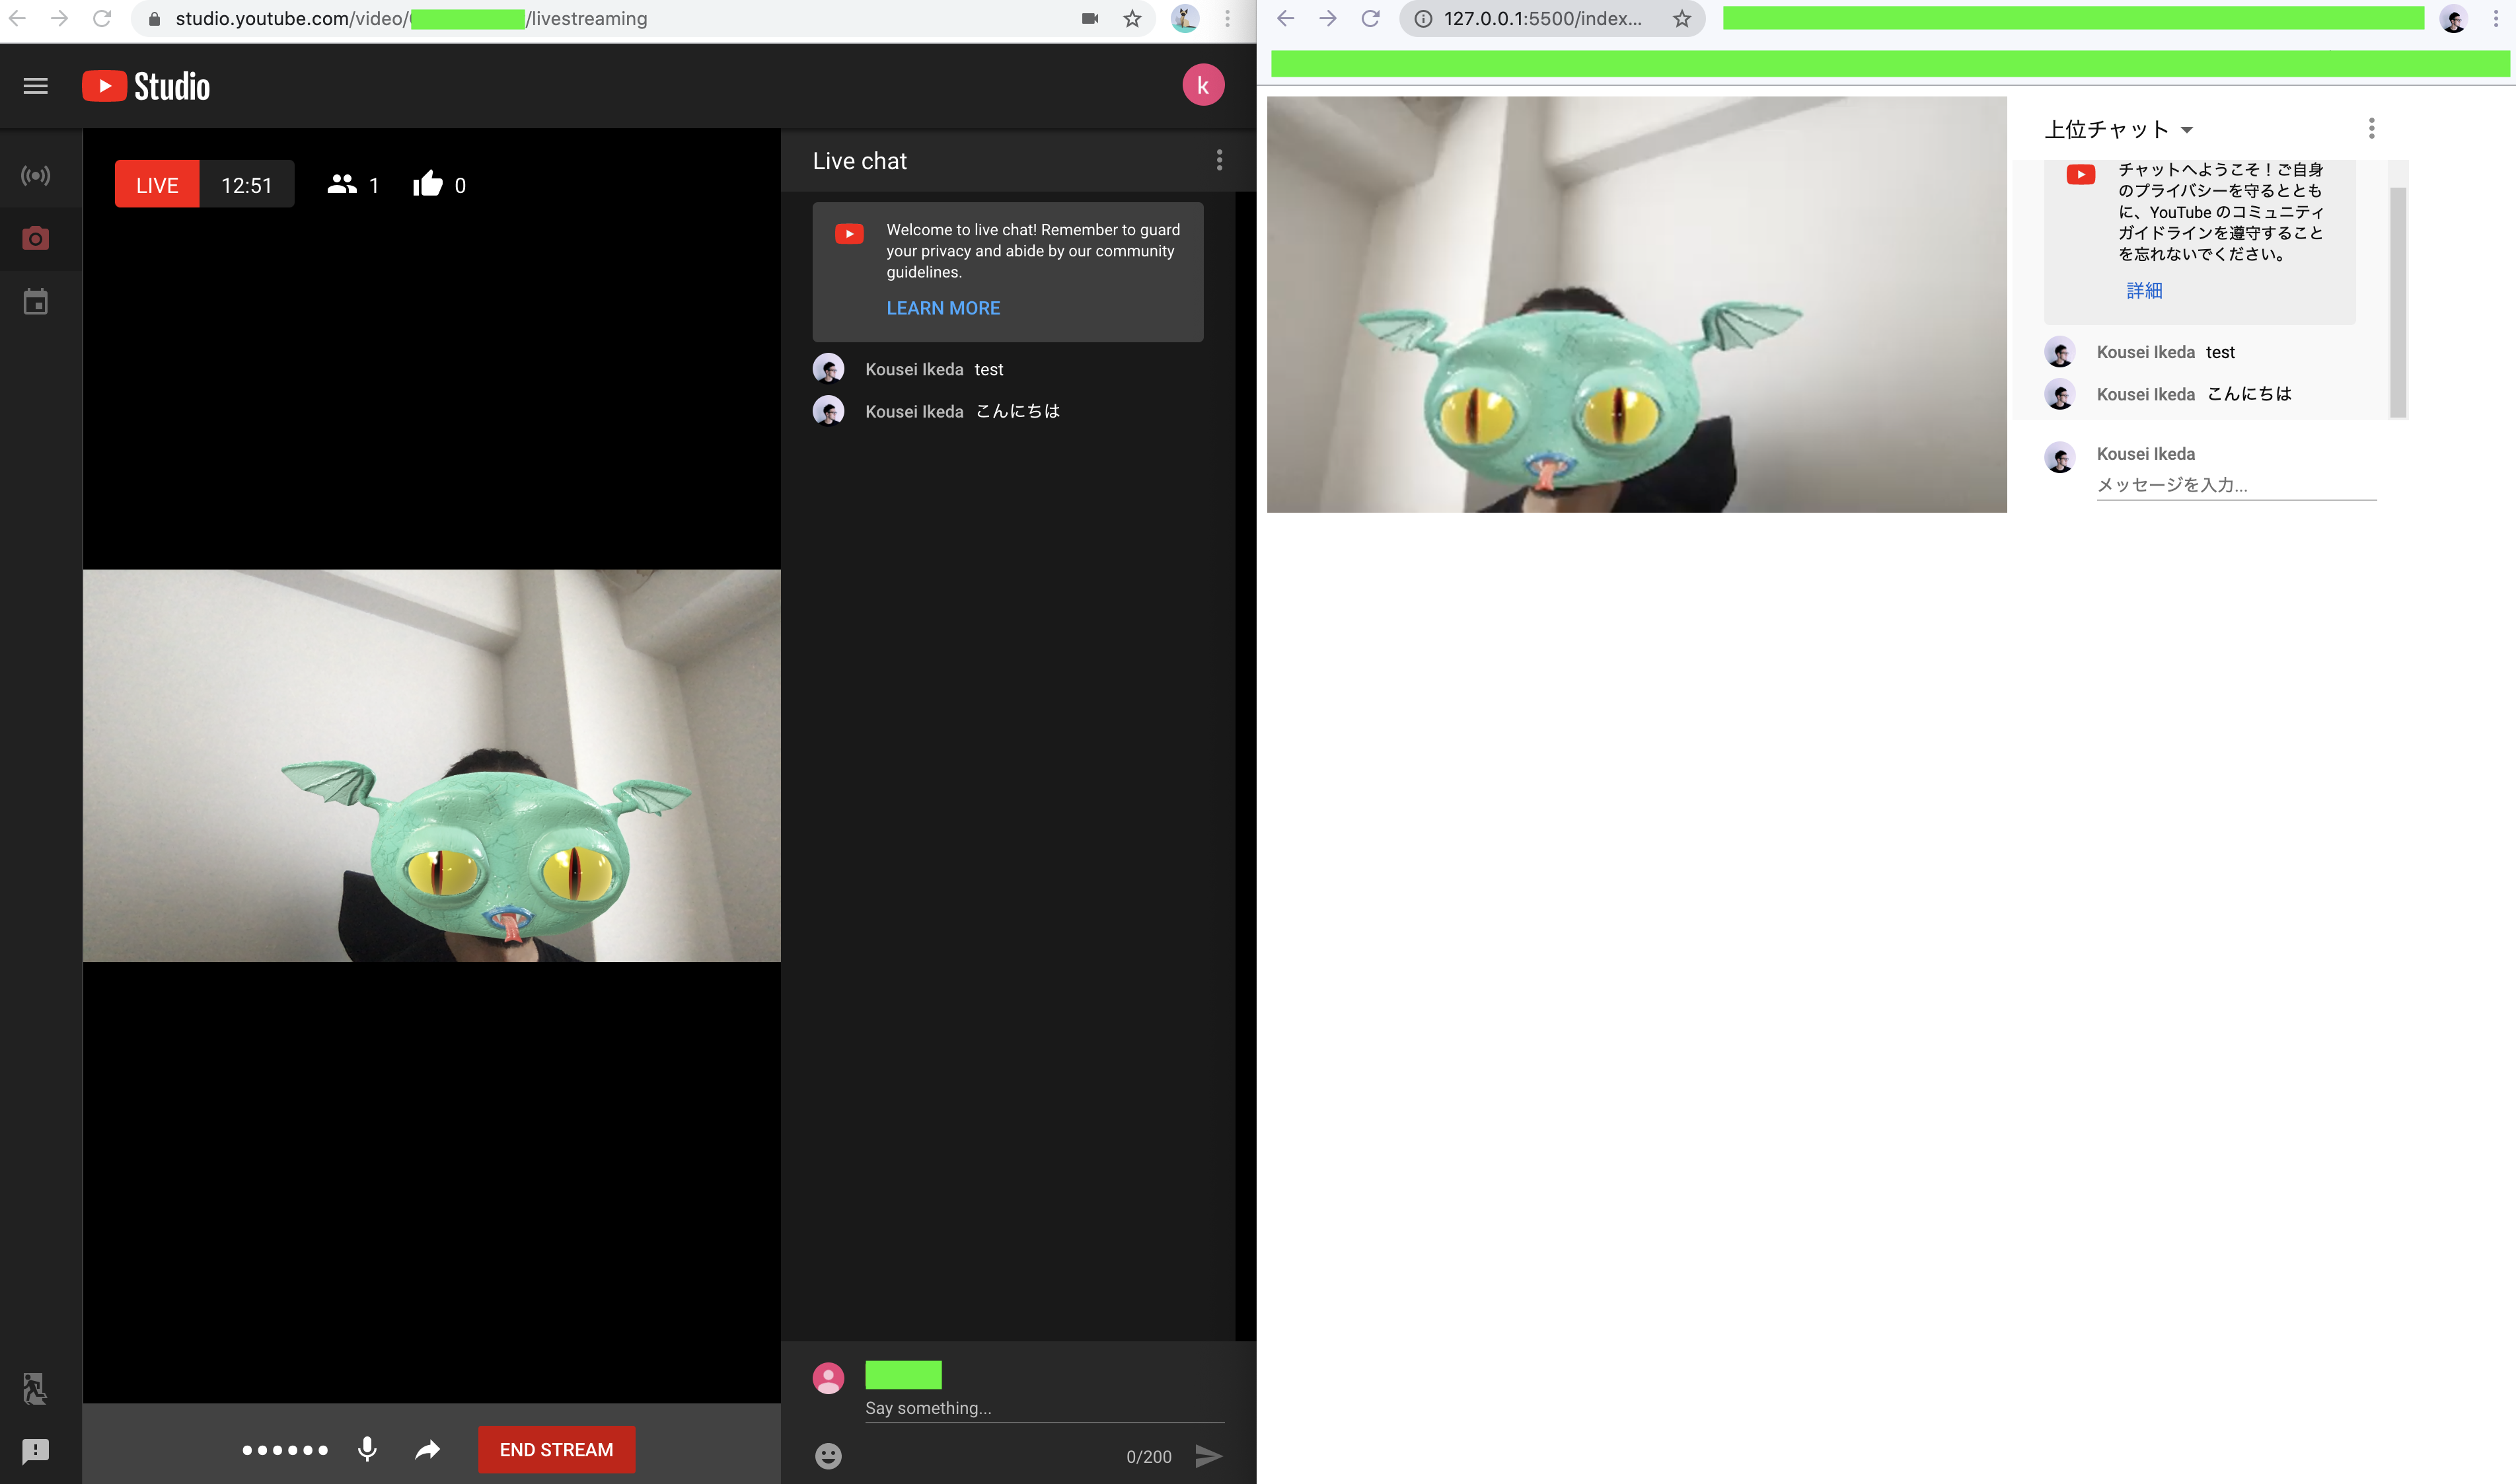 studio.youtube.com/video/
/livestreaming
Studio
k
LIVE 12:51 1 0
Live chat
Welcome to live chat! Remember to guard
your privacy and abide by our community
guidelines.
LEARN MORE
Kousei Ikeda test
Kousei Ikeda こんにちは
Say something...
0/200
END STREAM
127.0.0.1:5500/index...
上位チャット
チャットへようこそ！ご自身
のプライバシーを守るととも
に、YouTube のコミュニティ
ガイドラインを遵守すること
を忘れないでください。
詳細
Kousei Ikeda test
Kousei Ikeda こんにちは
Kousei Ikeda
メッセージを入力...